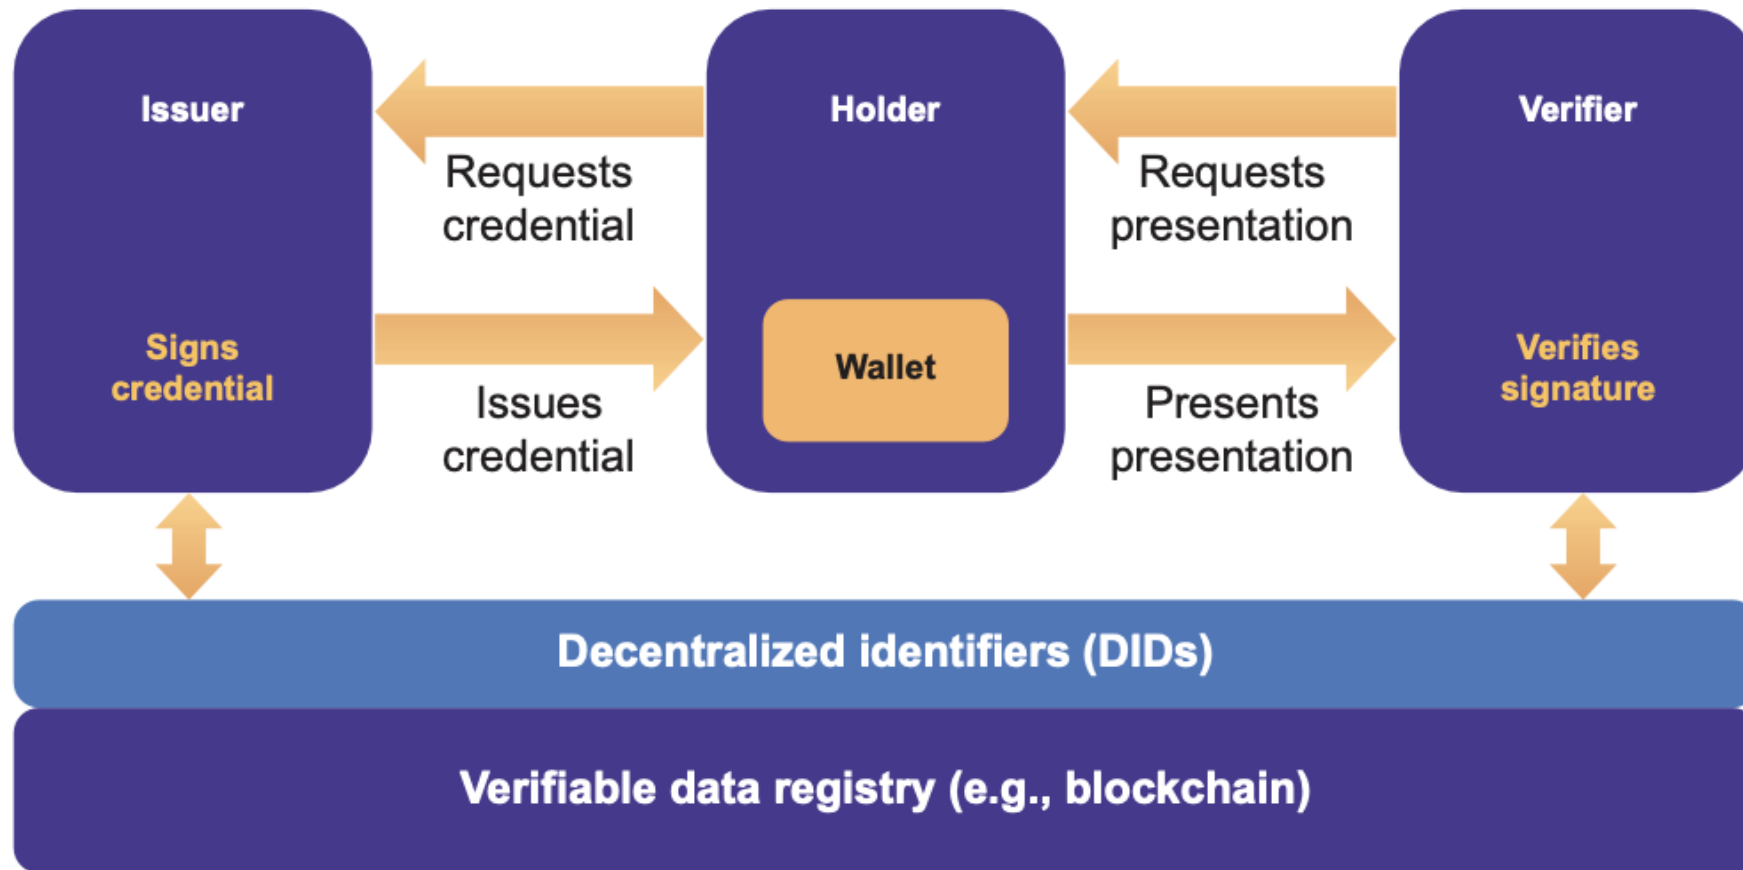 Issuer
Holder
Verifier
Requests
credential
Requests
presentation
Signs
credential
Wallet
Verifies
signature
Issues
credential
Presents
presentation
Decentralized identifiers (DIDs)
Verifiable data registry (e.g., blockchain)